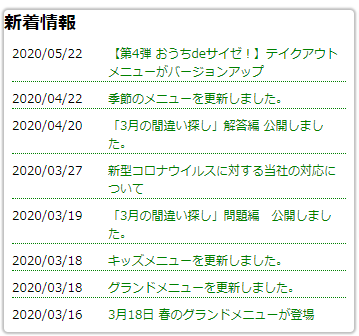 新着情報
2020/05/22 【第4弾 おうちdeサイゼ！】テイクアウト
メニューがバージョンアップ
2020/04/22 季節のメニューを更新しました。
2020/04/20 「3月の間違い探し」解答編 公開しまし
た。
2020/03/27 新型コロナウイルスに対する当社の対応に
ついて
2020/03/19 「3月の間違い探し」問題編　公開しまし
た。
2020/03/18 キッズメニューを更新しました。
2020/03/18 グランドメニューを更新しました。
2020/03/16 3月18日 春のグランドメニューが登場